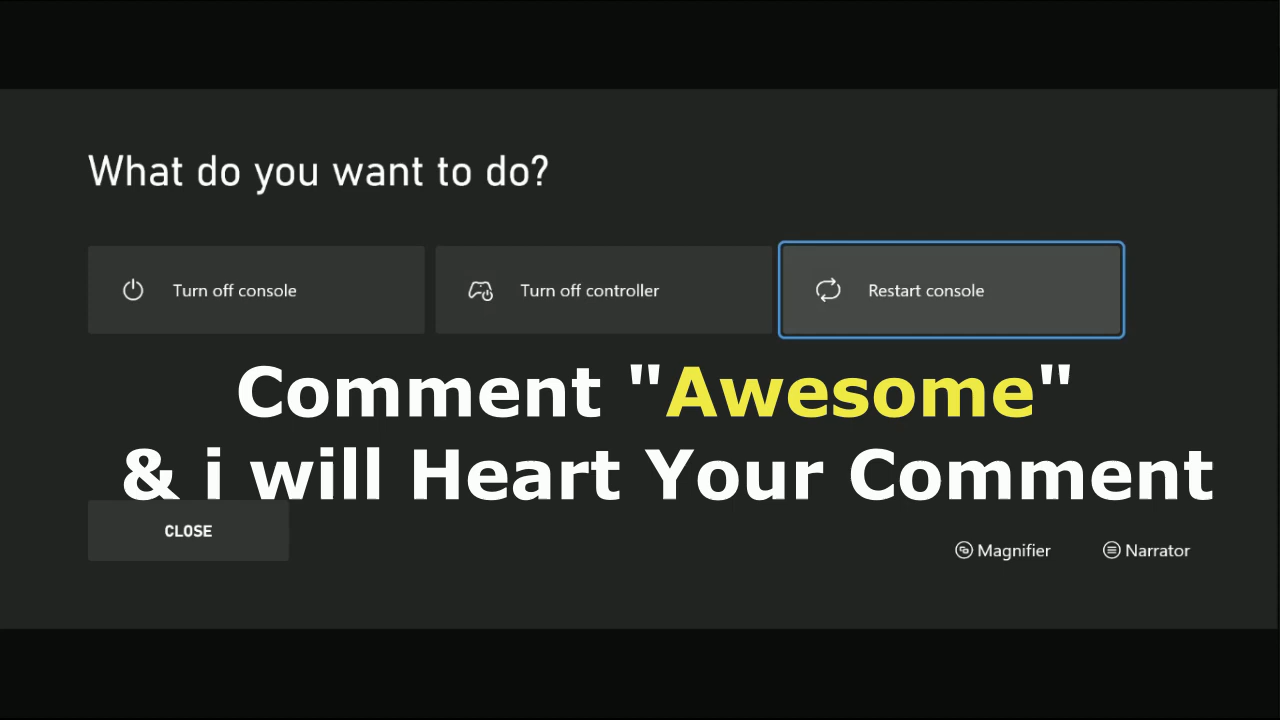 What do you want to do?
Turn off console
Turn off controller
Restart console
Comment "Awesome"
& i will Heart Your Comment
CLOSE
Magnifier
Narrator